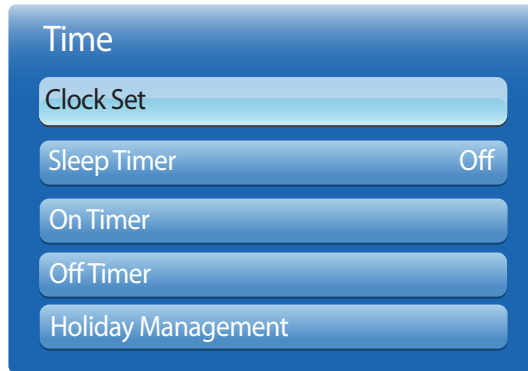 Time
Clock Set
Sleep Timer Off
On Timer
Off Timer
Holiday Management